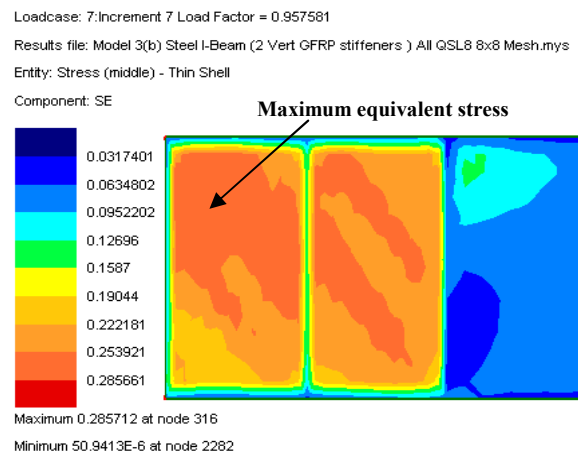 Loadcase: 7:Increment 7 Load Factor = 0.957581
Results file: Model 3(b) Steel I-Beam (2 Vert GFRP stiffeners ) All QSL8 8x8 Mesh.mys
Entity: Stress (middle) - Thin Shell
Component: SE
Maximum equivalent stress
0.0317401
0.0634802
0.0952202
0.12696
0.1587
0.19044
0.222181
0.253921
0.285661
Maximum 0.285712 at node 316
Minimum 50.9413E-6 at node 2282